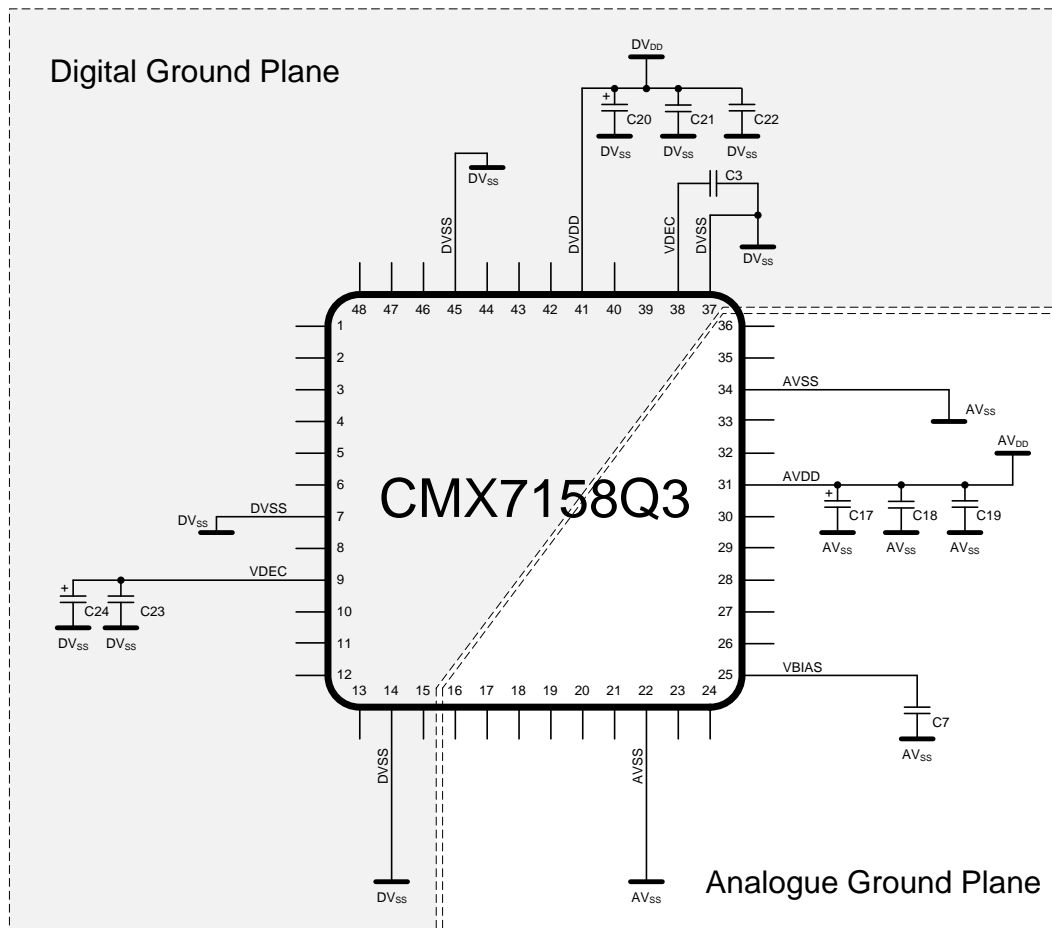 Digital Ground Plane
DVDD
+
C20
C21
C22
DVSS
DVSS
DVSS
DVSS
C3
DVSS
DVDD
VDEC
DVSS
DVSS
48 47 46 45 44 43 42 41 40 39 38 37
1
2
3
4
5
6
7
8
9
10
11
12
36
35
34
33
32
31
30
29
28
27
26
25
AVSS
AVSS
AVDD
AVDD
+
C17
C18
C19
AVSS
AVSS
AVSS
CMX7158Q3
DVSS
DVSS
VDEC
+
C24
C23
DVSS
DVSS
VBIAS
C7
AVSS
13 14 15 16 17 18 19 20 21 22 23 24
DVSS
AVSS
DVSS
AVSS
Analogue Ground Plane